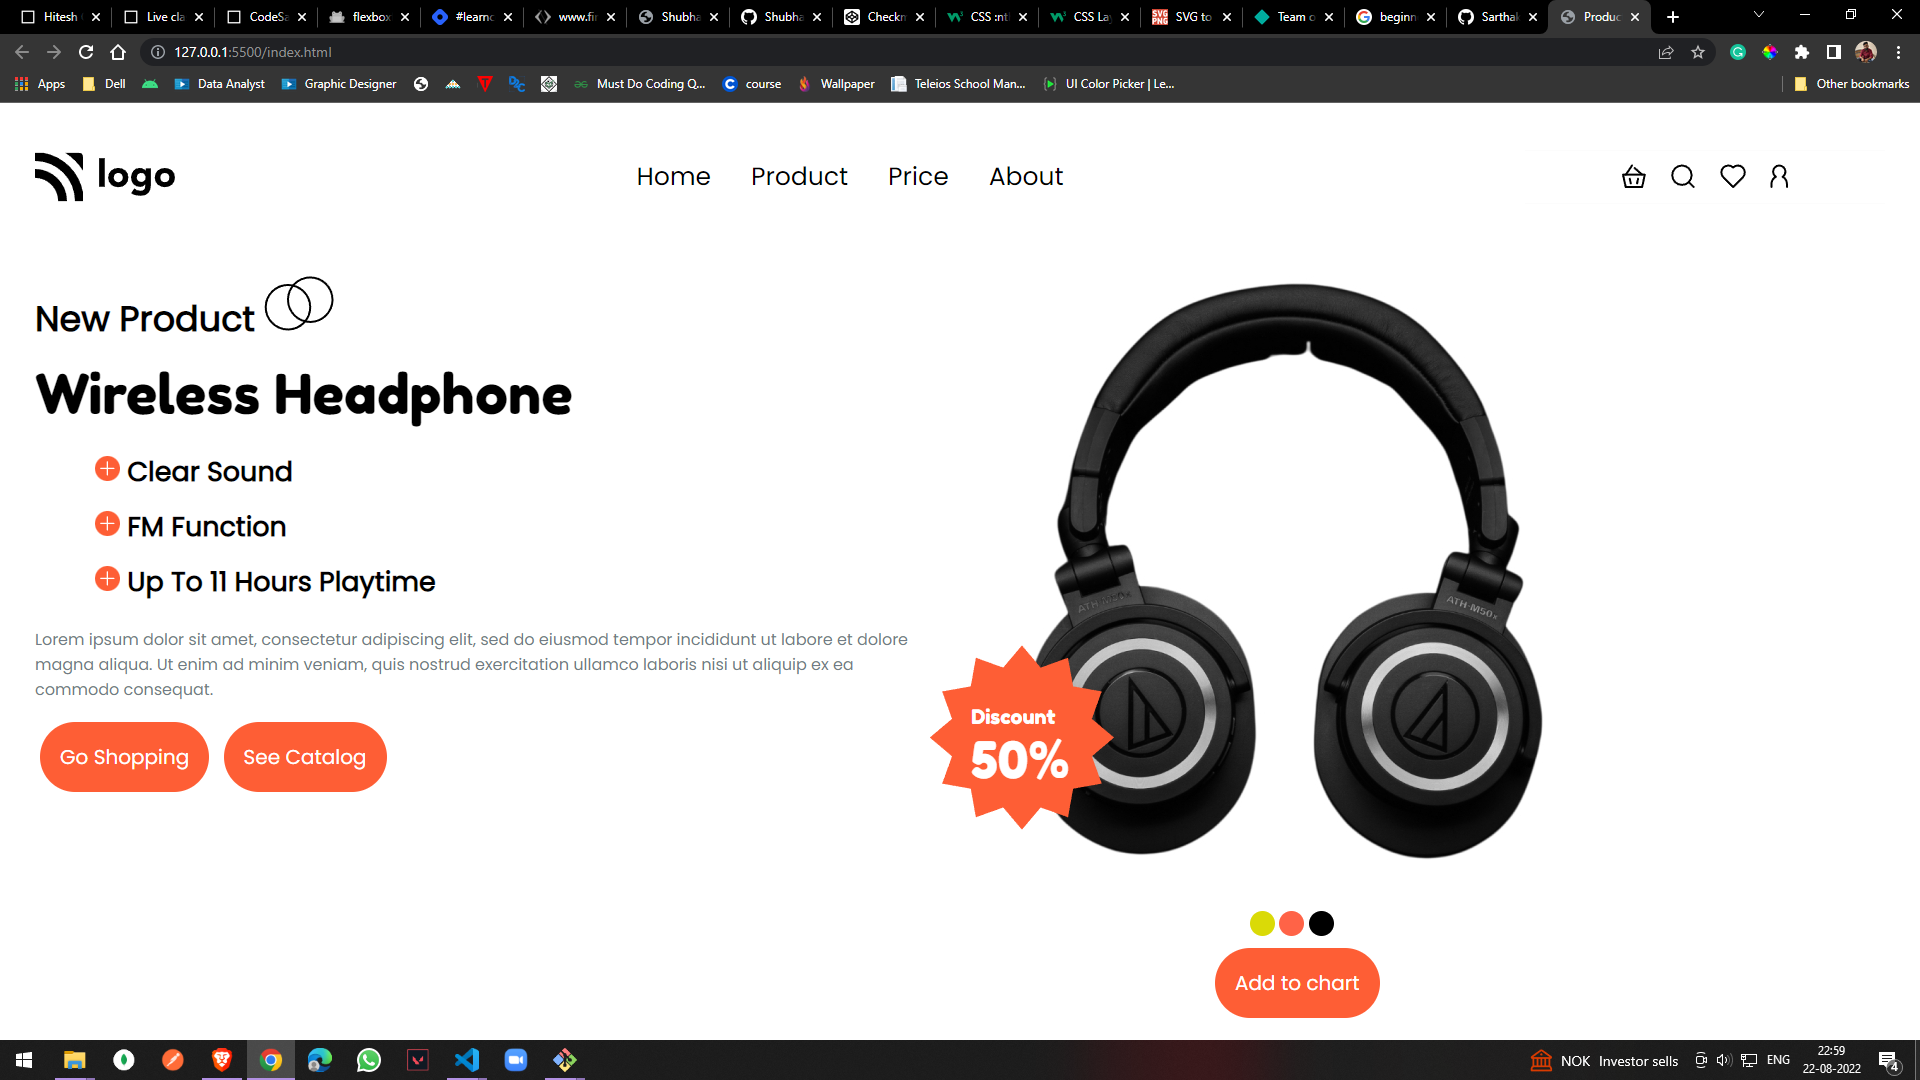 Hitesh
Live cla
CodeSa
flexbox
#learnc
www.fir
Shubha
Shubha
Checkm
CSS :nt
CSS La
SVG to
Team o
beginn
Sarthak
Produc
127.0.0.1:5500/index.html
Apps
Dell
Data Analyst
Graphic Designer
Must Do Coding Q...
course
Wallpaper
Teleios School Man...
UI Color Picker | Le...
Other bookmarks
logo
Home
Product
Price
About
New Product
Wireless Headphone
Clear Sound
FM Function
Up To 11 Hours Playtime
Lorem ipsum dolor sit amet, consectetur adipiscing elit, sed do eiusmod tempor incididunt ut labore et dolore
magna aliqua. Ut enim ad minim veniam, quis nostrud exercitation ullamco laboris nisi ut aliquip ex ea
commodo consequat.
Go Shopping
See Catalog
ATH-M50x
ATH-M50x
Discount
50%
Add to chart
NOK Investor sells
ENG
22:59
22-08-2022
4